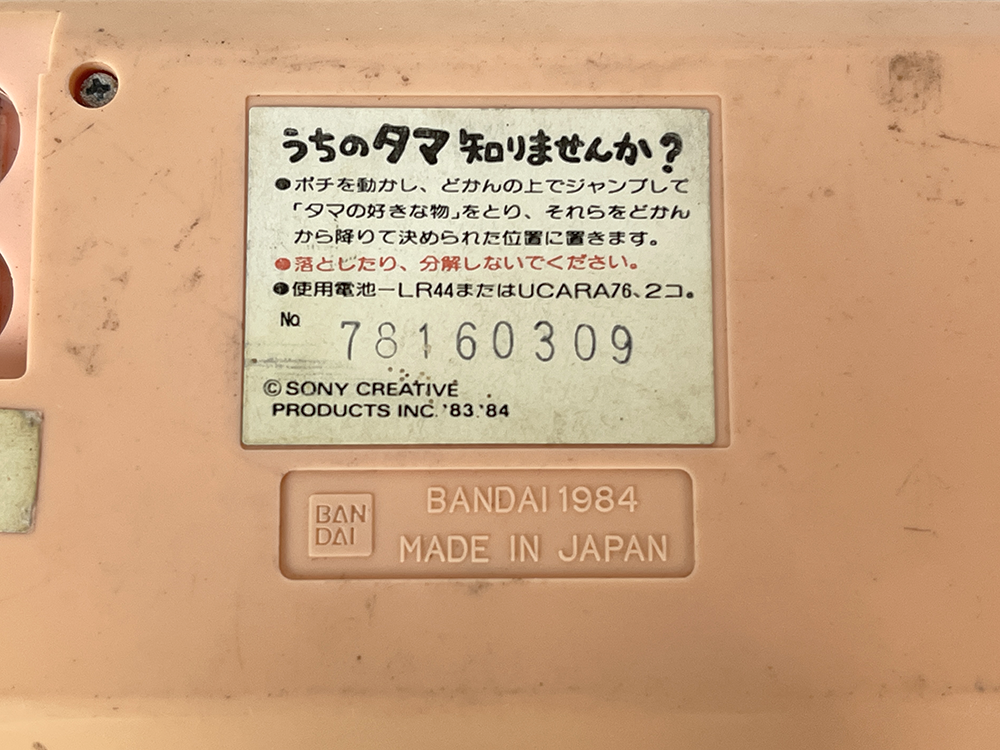 うちのタマ知りませんか?
●ポチを動かし、どかんの上でジャンプして
「タマの好きな物」をとり、それらをどかん
から降りて決められた位置に置きます。
●落としたり、分解しないでください。
●使用電池ーLR44またはUCARA76、2コ。
No. 78160309
©SONY CREATIVE
PRODUCTS INC. '83.'84
BAN
DAI
BANDAI 1984
MADE IN JAPAN